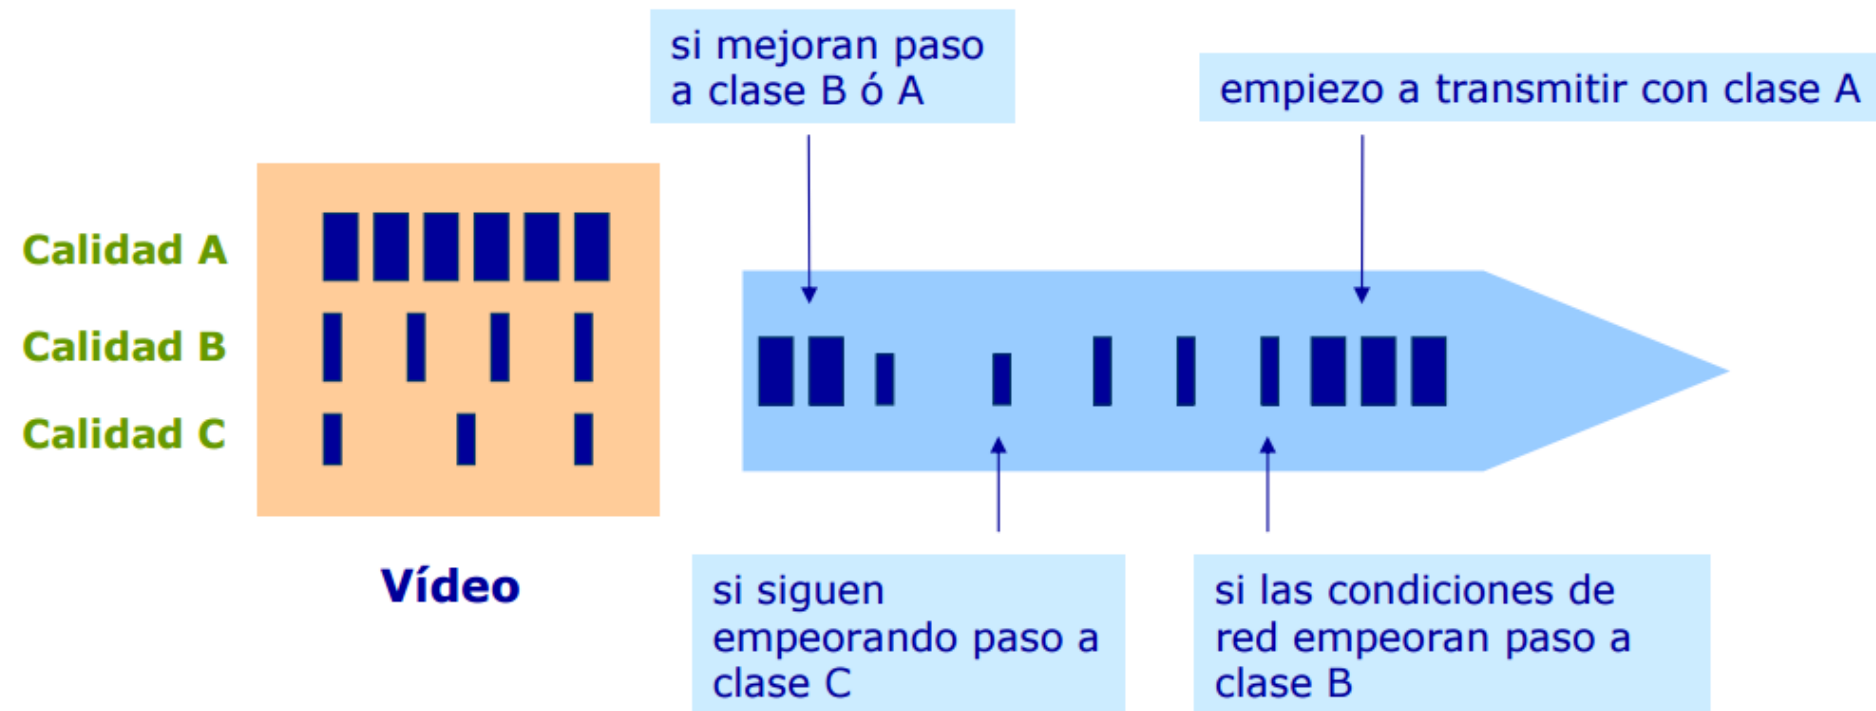 si mejoran paso
a clase B ó A
empiezo a transmitir con clase A
Calidad A
Calidad B
Calidad C
Vídeo
si siguen
empeorando paso a
clase C
si las condiciones de
red empeoran paso a
clase B